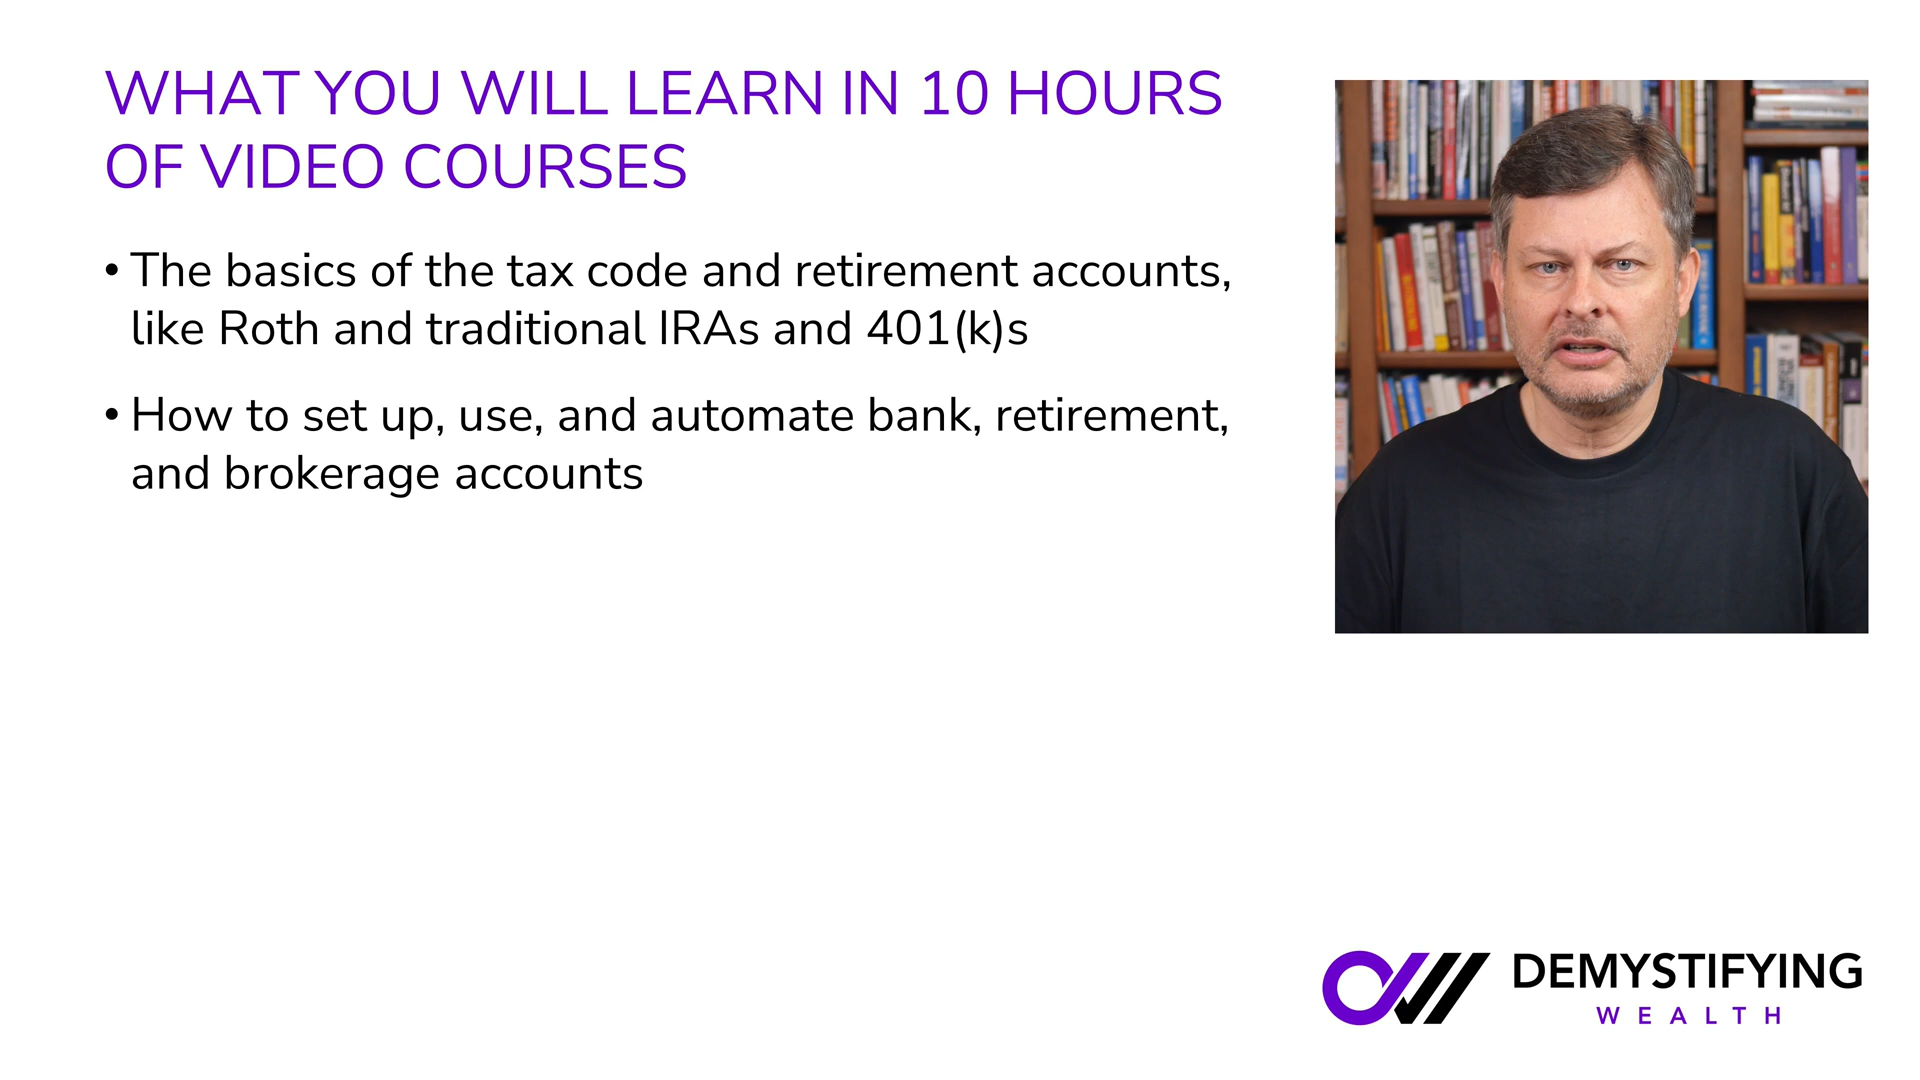 WHAT YOU WILL LEARN IN 10 HOURS
OF VIDEO COURSES
• The basics of the tax code and retirement accounts,
like Roth and traditional IRAs and 401(k)s
• How to set up, use, and automate bank, retirement,
and brokerage accounts
DEMYSTIFYING
WEALTH